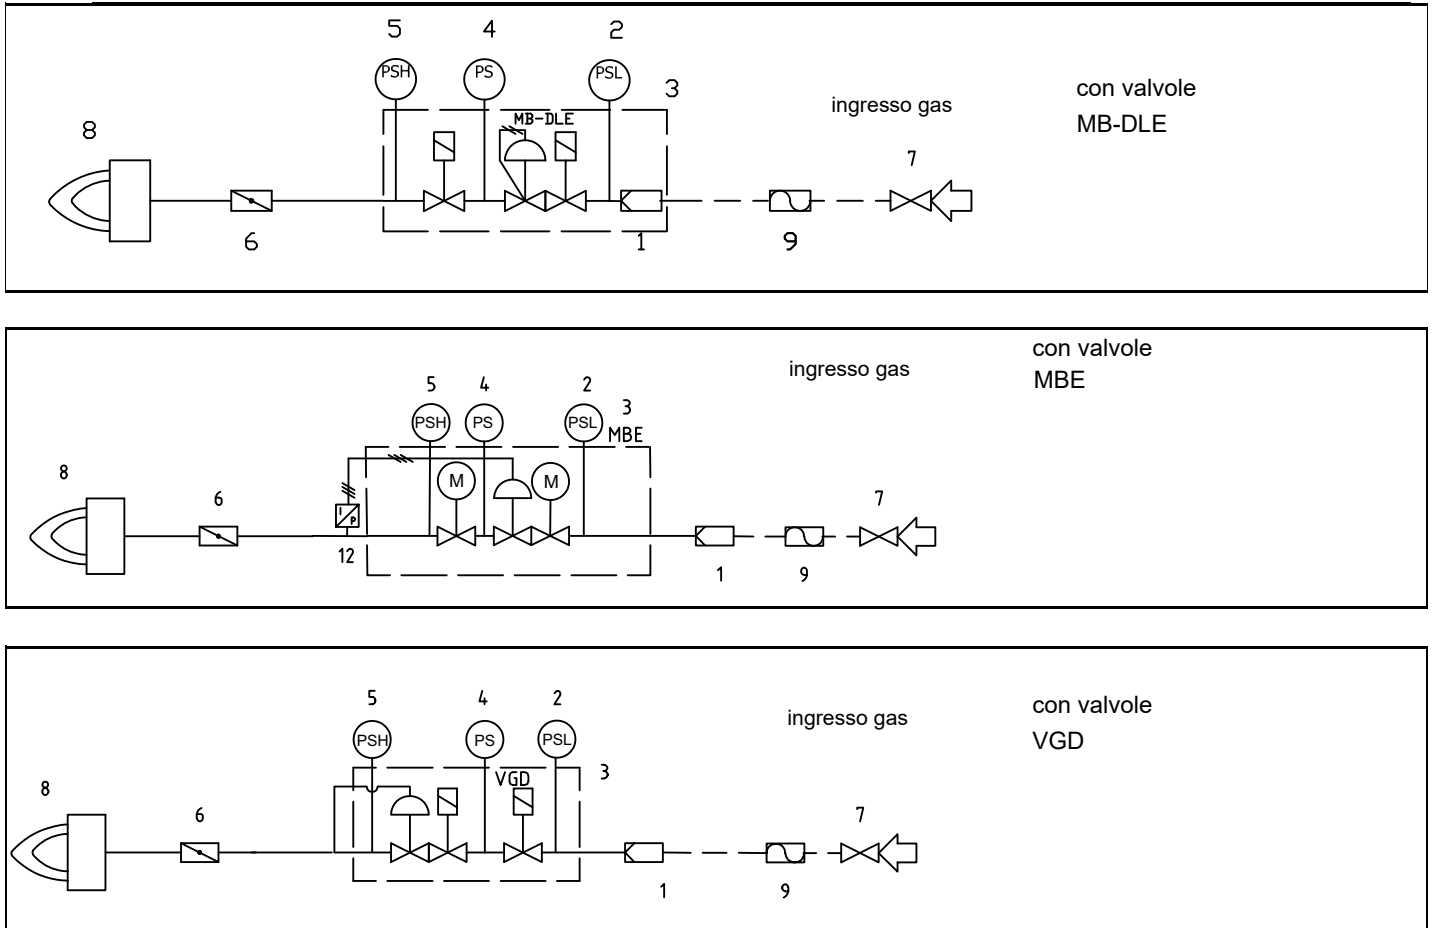 5 4 2
PSH PS PSL
3
MB-DLE
ingresso gas
con valvole
MB-DLE
8
7
6
1
9
con valvole
MBE
ingresso gas
5 4 2
3
PSH PS PSL
MBE
8
6
M M
7
I
P
12
1
9
5 4 2
ingresso gas
con valvole
VGD
PSH PS PSL
3
VGD
8
6
7
1
9